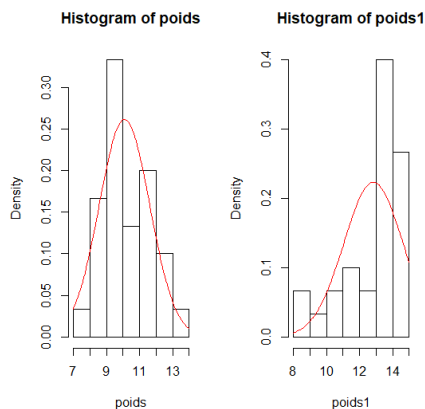 Histogram of poids
Density
0.00 0.05 0.10 0.15 0.20 0.25 0.30
7 9 11 13
poids
Histogram of poids1
Density
0.0 0.1 0.2 0.3 0.4
8 10 12 14
poids1